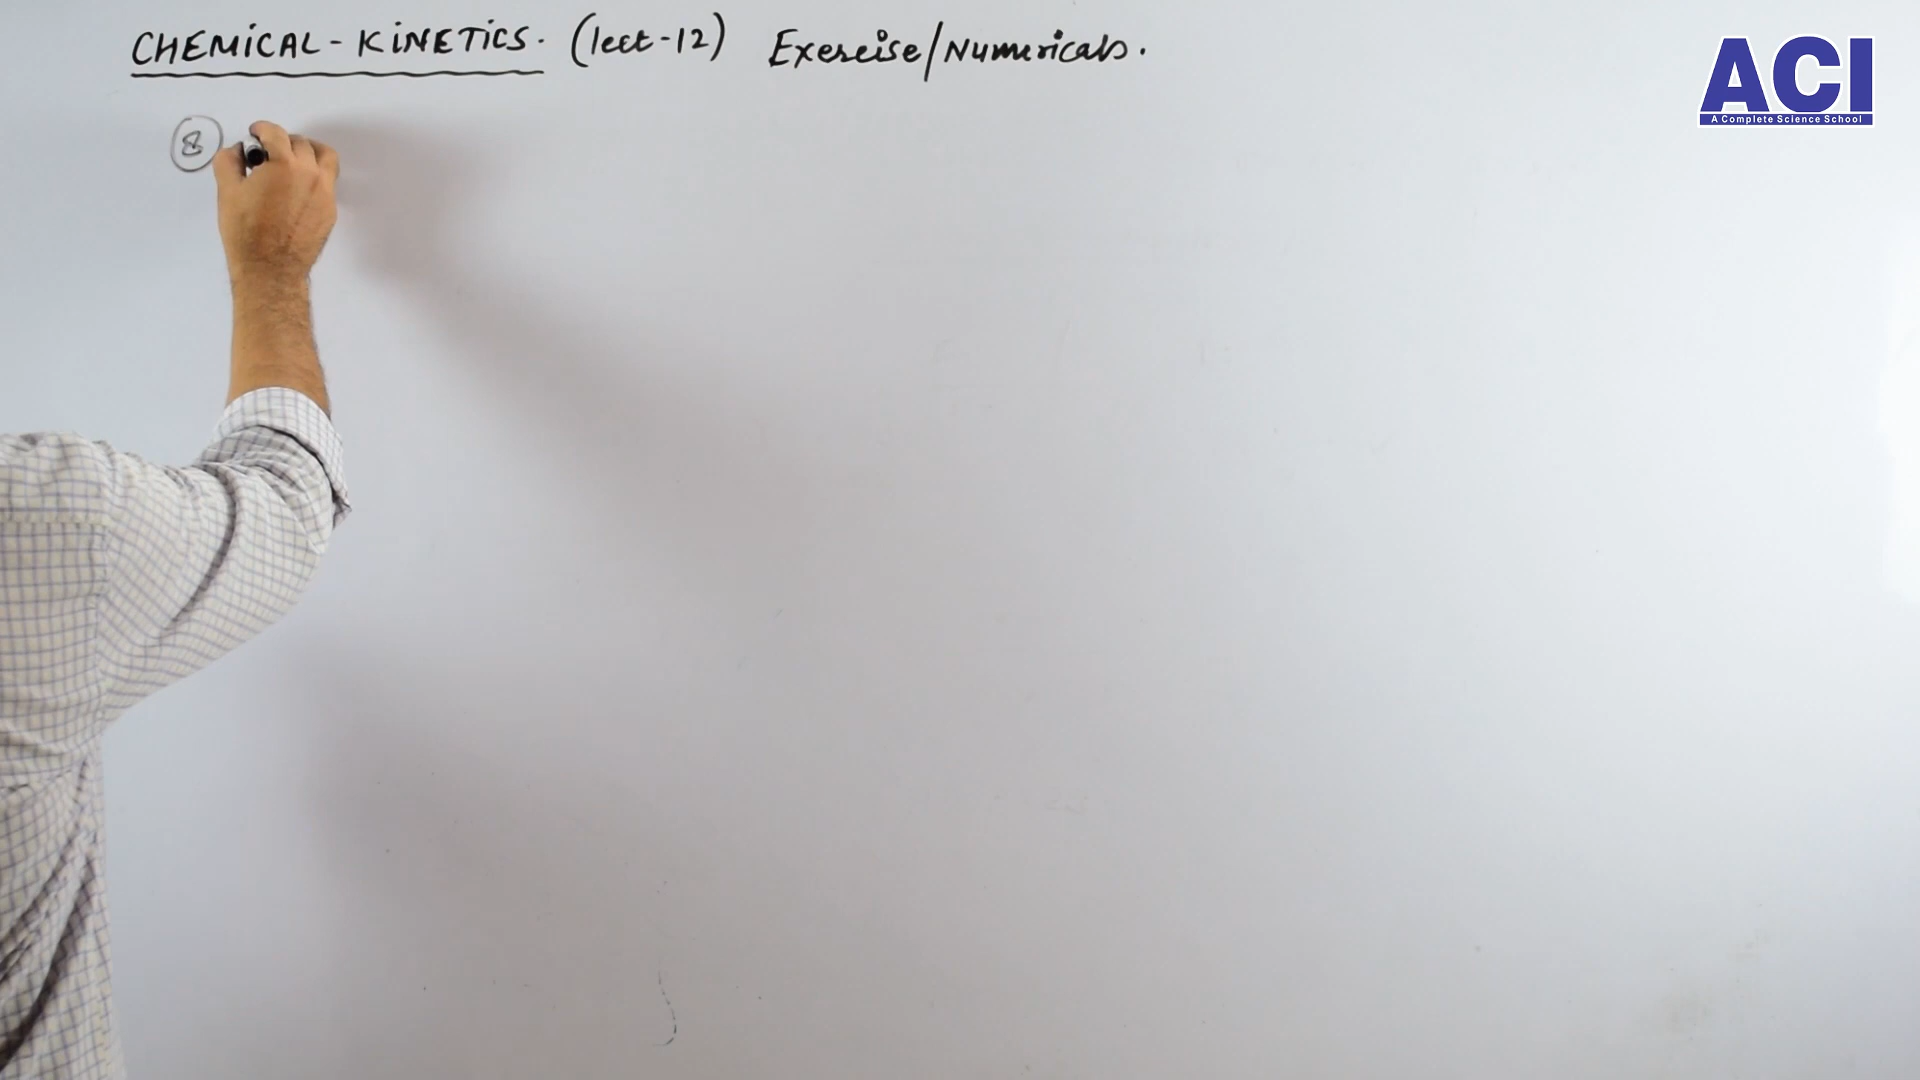 CHEMICAL-KINETICS. (lect-12) Exercise/Numericals.
8
ACI
A Complete Science School